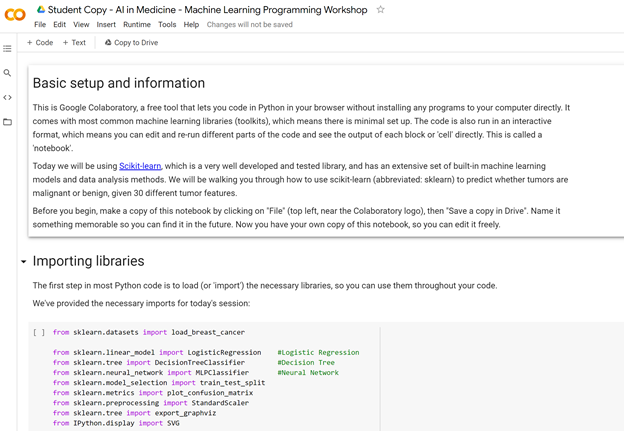 Student Copy - AI in Medicine - Machine Learning Programming Workshop
File Edit View Insert Runtime Tools Help Changes will not be saved
+ Code + Text Copy to Drive
Basic setup and information
This is Google Colaboratory, a free tool that lets you code in Python in your browser without installing any programs to your computer directly. It
comes with most common machine learning libraries (toolkits), which means there is minimal set up. The code is also run in an interactive
format, which means you can edit and re-run different parts of the code and see the output of each block or 'cell' directly. This is called a
'notebook'.
Today we will be using Scikit-learn, which is a very well developed and tested library, and has an extensive set of built-in machine learning
models and data analysis methods. We will be walking you through how to use scikit-learn (abbreviated: sklearn) to predict whether tumors are
malignant or benign, given 30 different tumor features.
Before you begin, make a copy of this notebook by clicking on "File" (top left, near the Colaboratory logo), then "Save a copy in Drive". Name it
something memorable so you can find it in the future. Now you have your own copy of this notebook, so you can edit it freely.
Importing libraries
The first step in most Python code is to load (or 'import') the necessary libraries, so you can use them throughout your code.
We've provided the necessary imports for today's session:
[ ] from sklearn.datasets import load_breast_cancer
from sklearn.linear_model import LogisticRegression #Logistic Regression
from sklearn.tree import DecisionTreeClassifier #Decision Tree
from sklearn.neural_network import MLPClassifier #Neural Network
from sklearn.model_selection import train_test_split
from sklearn.metrics import plot_confusion_matrix
from sklearn.preprocessing import StandardScaler
from sklearn.tree import export_graphviz
from IPython.display import SVG